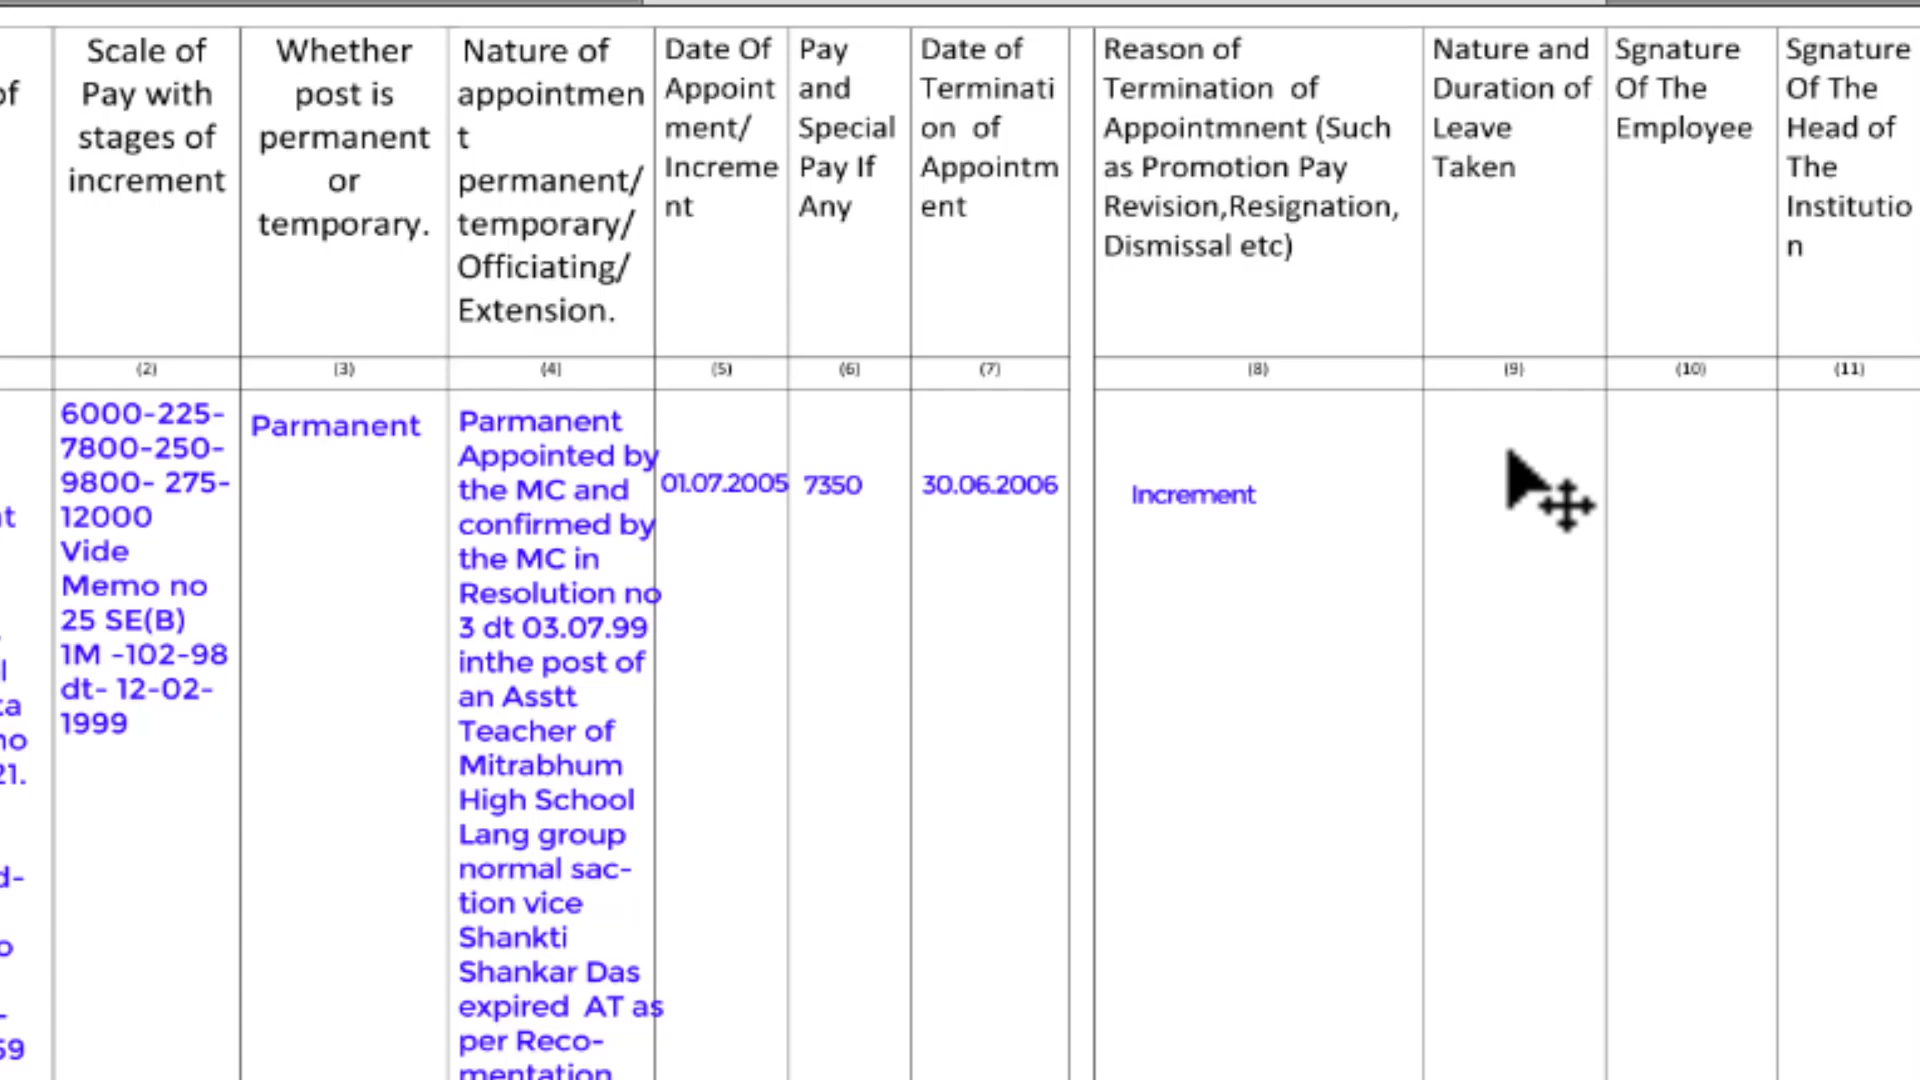 of
Scale of
Pay with
stages of
increment
Whether
post is
permanent
or
temporary.
Nature of
appointmen
t
permanent/
temporary/
Officiating/
Extension.
Date Of
Appoint
ment/
Increme
nt
Pay
and
Special
Pay If
Any
Date of
Terminati
on of
Appointm
ent
Reason of
Termination of
Appointmnent (Such
as Promotion Pay
Revision,Resignation,
Dismissal etc)
Nature and
Duration of
Leave
Taken
Sgnature
Of The
Employee
Sgnature
Of The
Head of
The
Institutio
n
(2)
(3)
(4)
(5)
(6)
(7)
(8)
(9)
(10)
(11)
6000-225-
7800-250-
9800- 275-
12000
Vide
Memo no
25 SE(B)
1M -102-98
dt- 12-02-
1999
Parmanent
Parmanent
Appointed by
the MC and
confirmed by
the MC in
Resolution no
3 dt 03.07.99
inthe post of
an Asstt
Teacher of
Mitrabhum
High School
Lang group
normal sac-
tion vice
Shankti
Shankar Das
expired AT as
per Reco-
mentation
01.07.2005
7350
30.06.2006
Increment